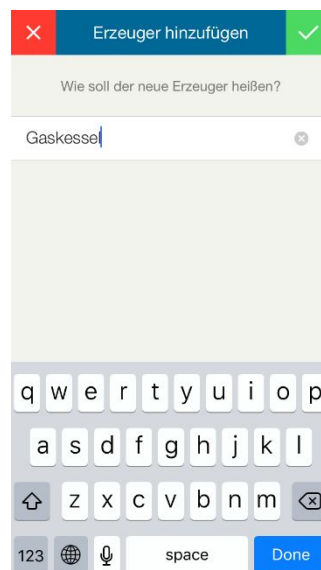 Erzeuger hinzufügen
Wie soll der neue Erzeuger heißen?
Gaskessel
q w e r t y u i o p
a s d f g h j k l
z x c v b n m
123 space Done